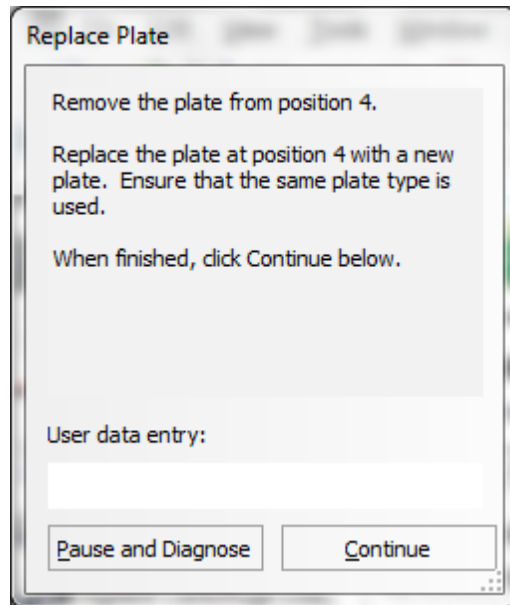 Replace Plate
Remove the plate from position 4.
Replace the plate at position 4 with a new
plate.  Ensure that the same plate type is
used.
When finished, click Continue below.
User data entry:
Pause and Diagnose
Continue